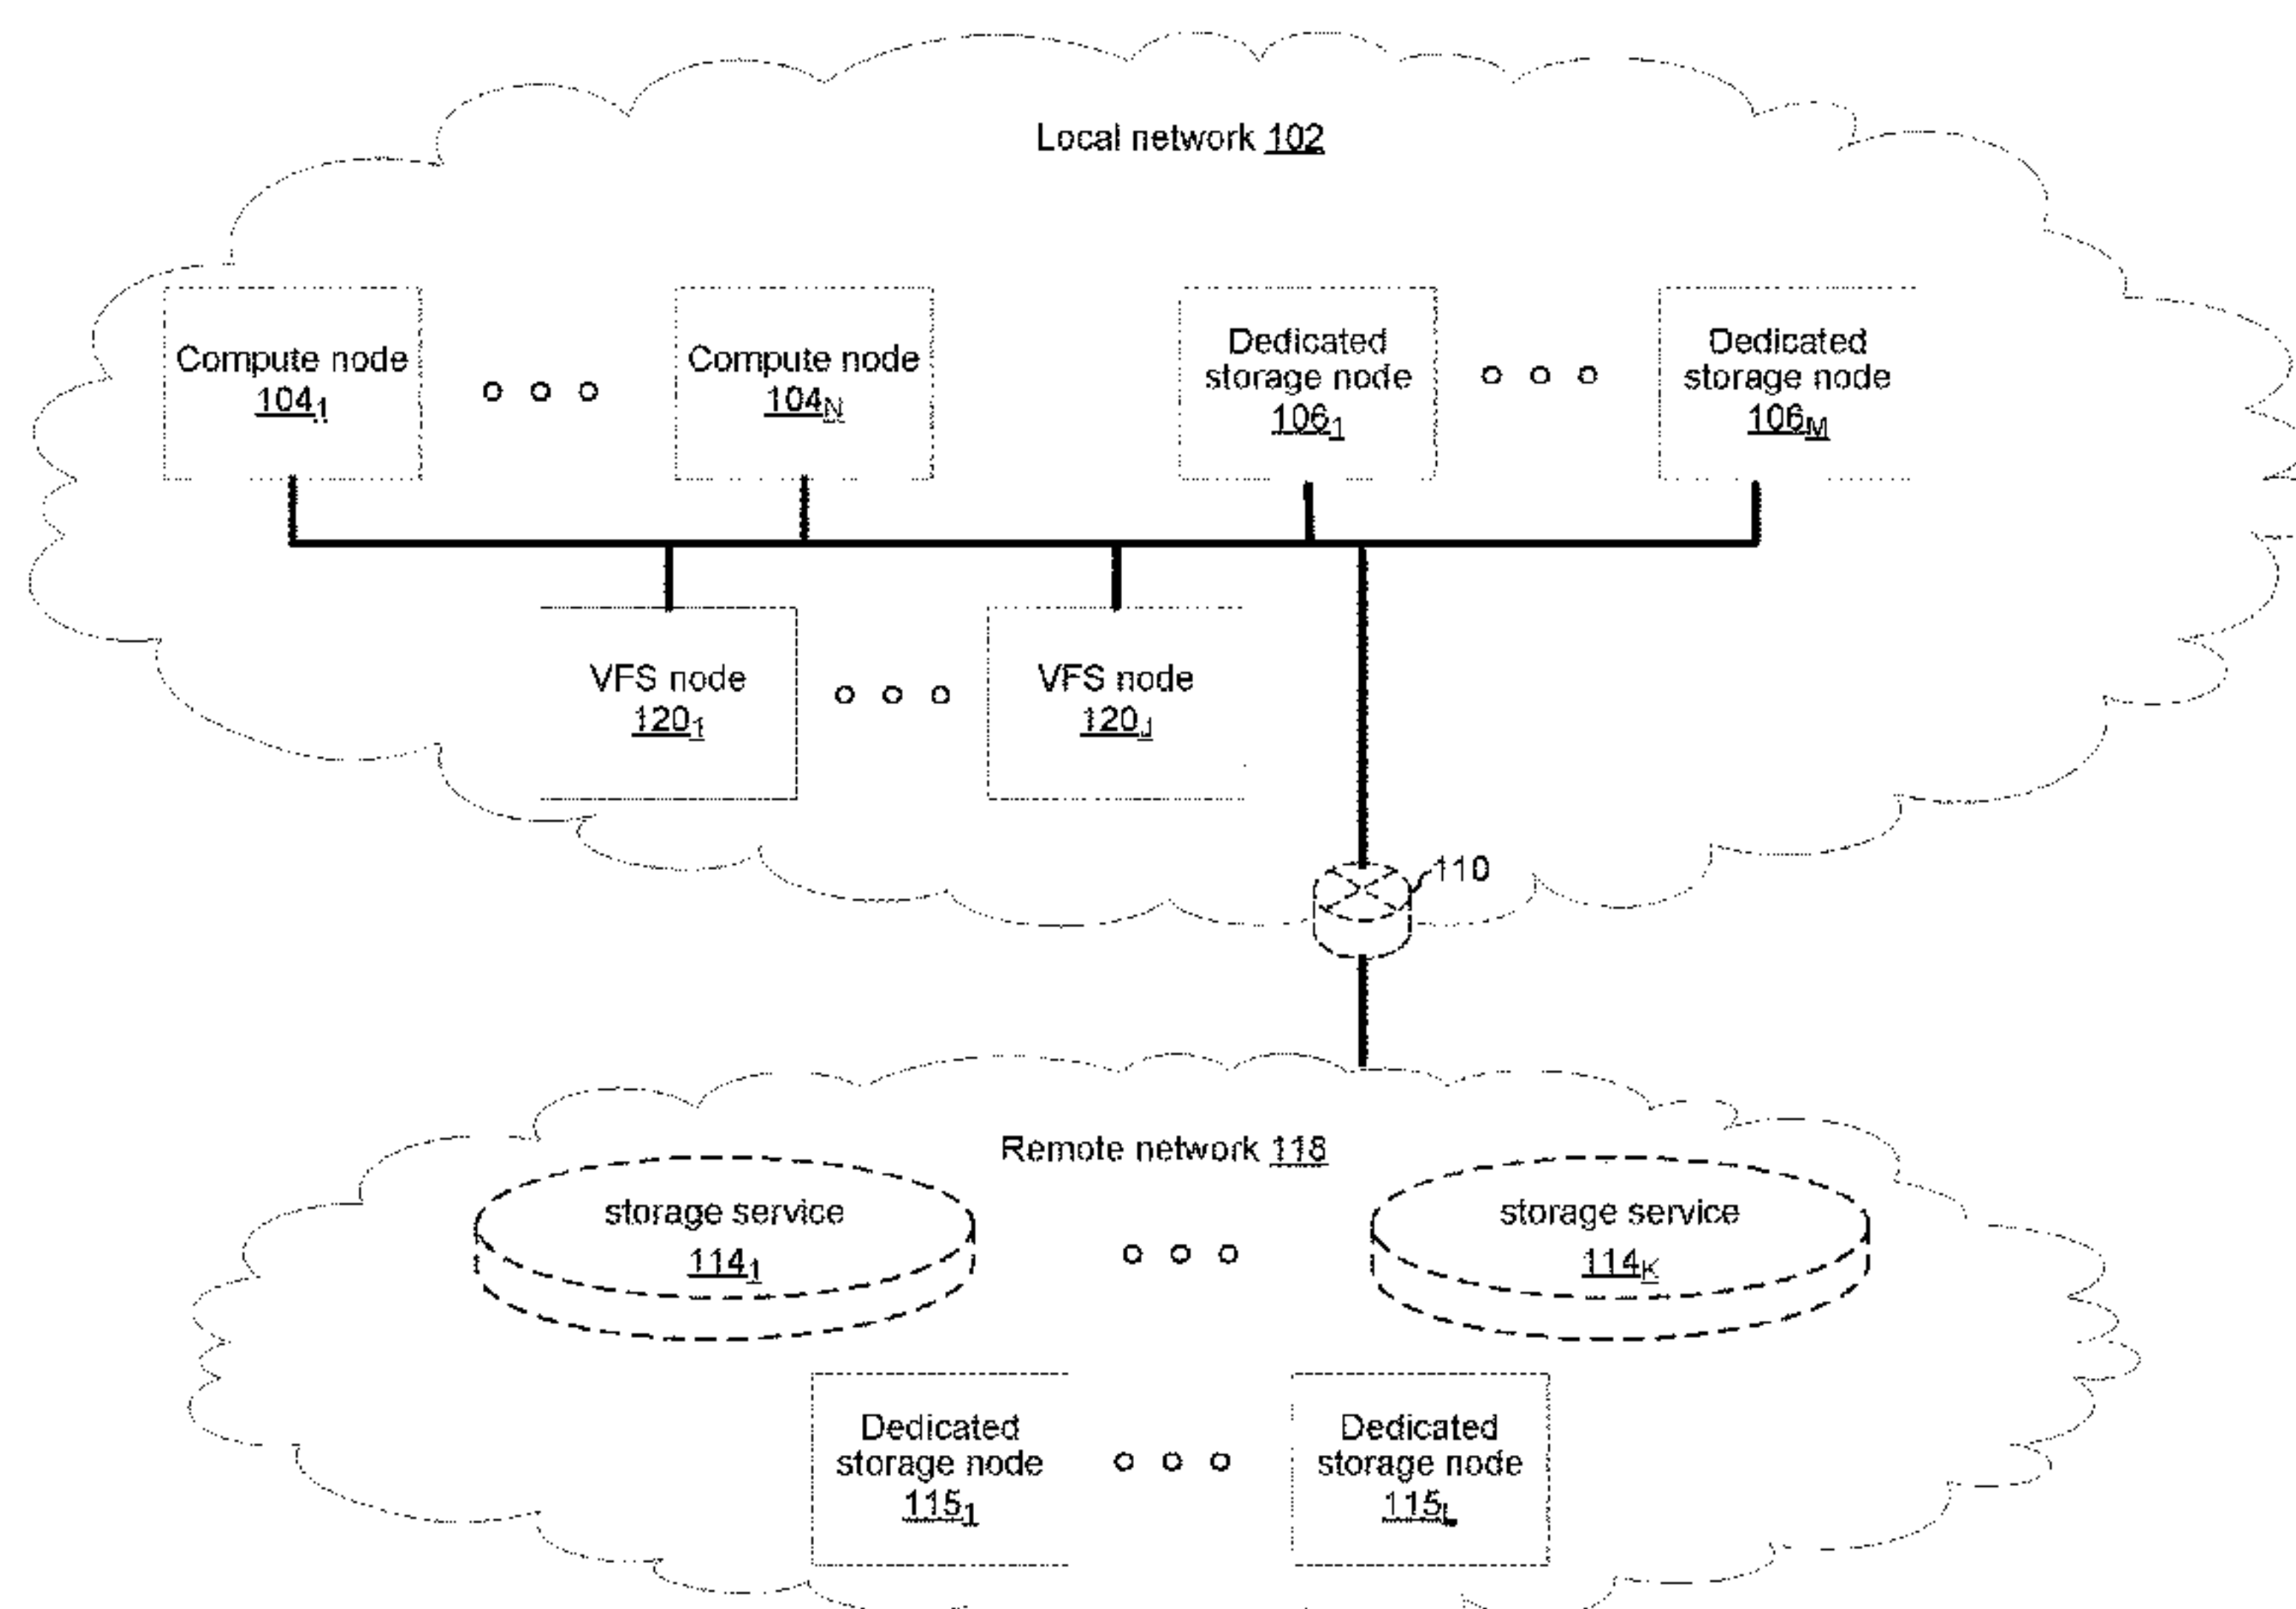 Local network 102
Compute node
104₁
Compute node
104N
Dedicated
storage node
106₁
Dedicated
storage node
106M
VFS node
120₁
VFS node
120J
110
Remote network 118
storage service
114₁
storage service
114K
Dedicated
storage node
115₁
Dedicated
storage node
115L